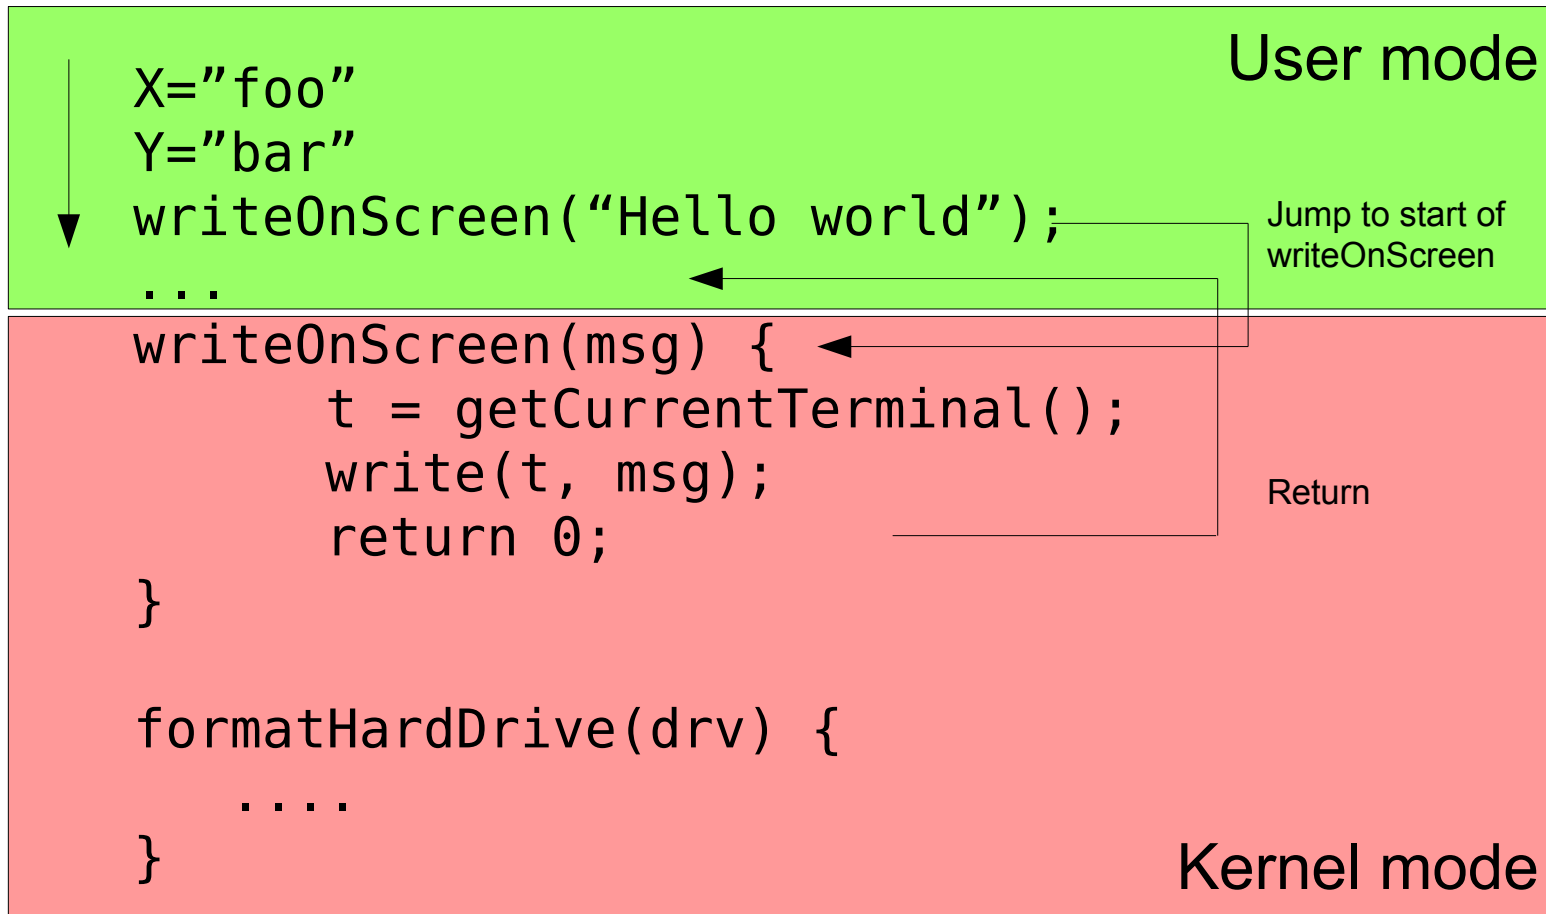 User mode
X=”foo”
Y=”bar”
writeOnScreen(“Hello world”);
...
Jump to start of
writeOnScreen
writeOnScreen(msg) {
t = getCurrentTerminal();
write(t, msg);
return 0;
}
Return
formatHardDrive(drv) {
....
}
Kernel mode